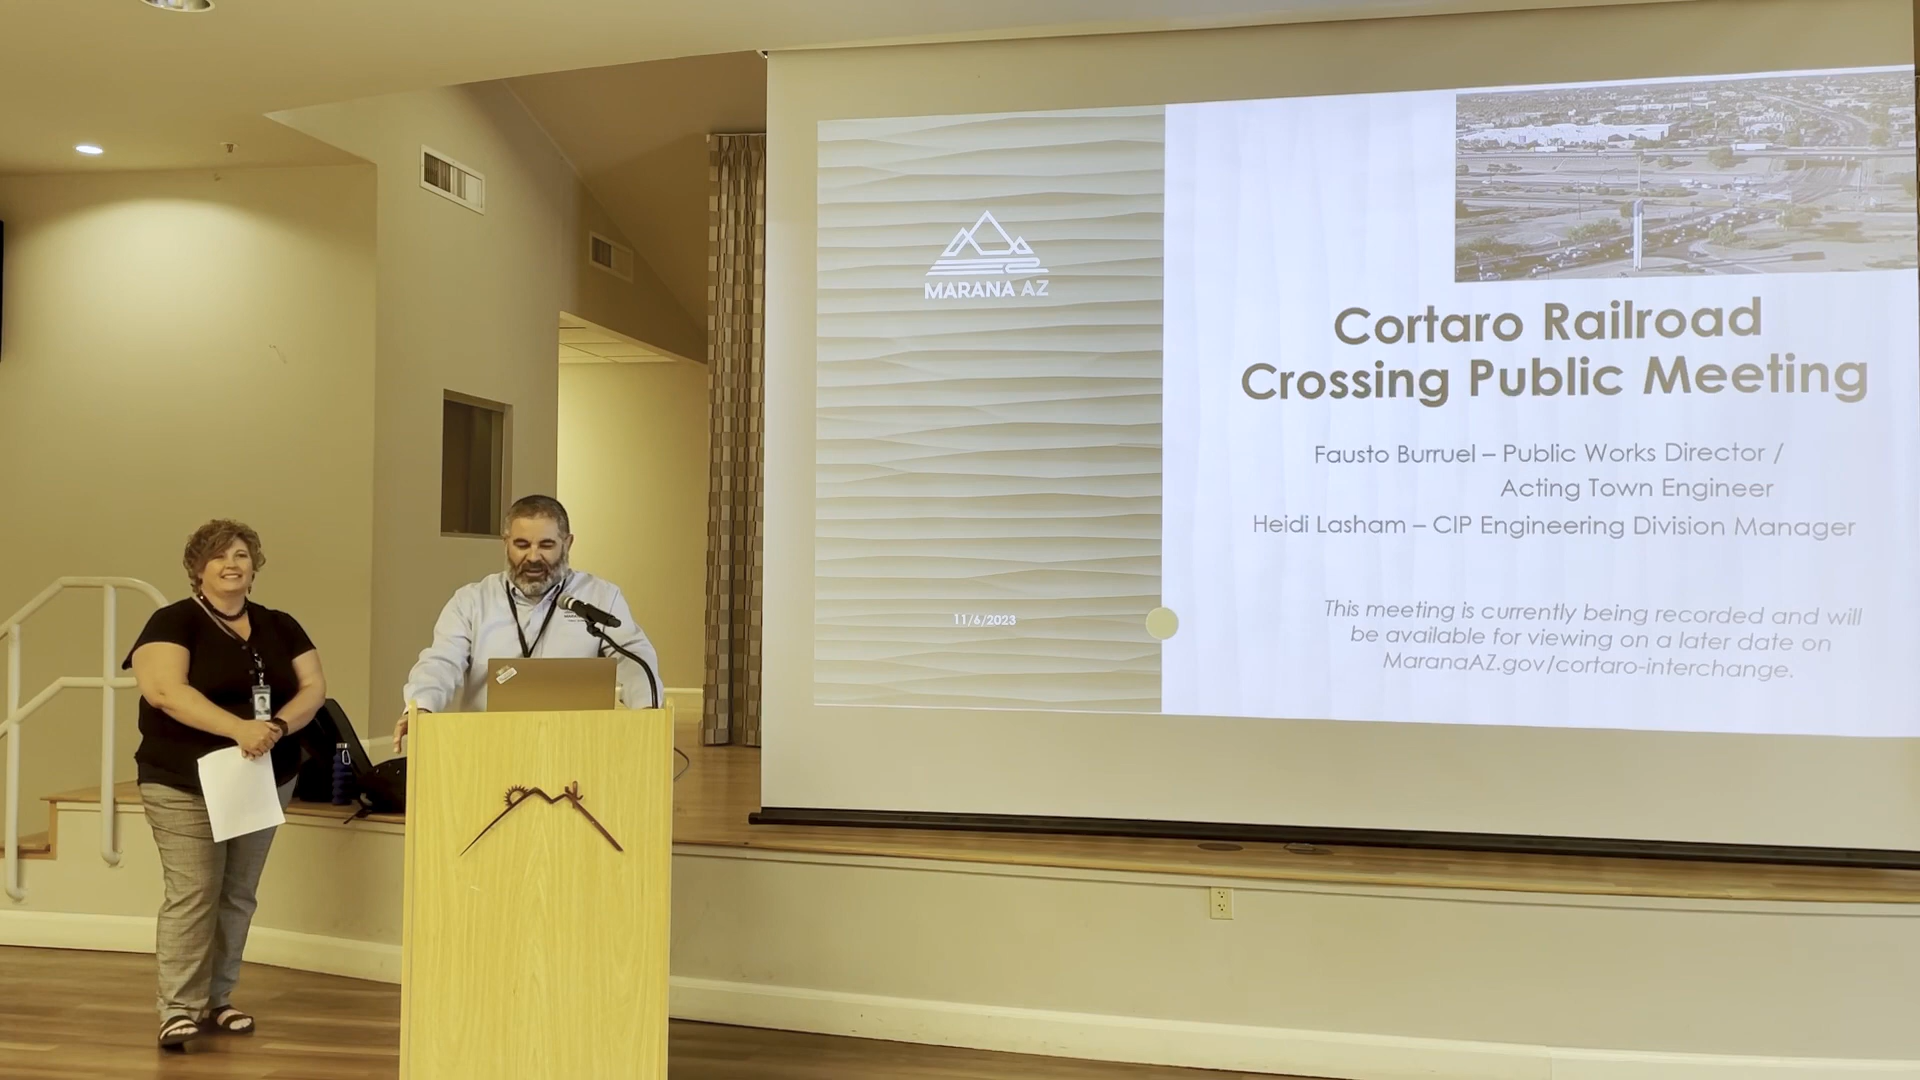 MARANA AZ
11/6/2023
Cortaro Railroad
Crossing Public Meeting
Fausto Burruel – Public Works Director /
Acting Town Engineer
Heidi Lasham – CIP Engineering Division Manager
This meeting is currently being recorded and will
be available for viewing on a later date on
MaranaAZ.gov/cortaro-interchange.